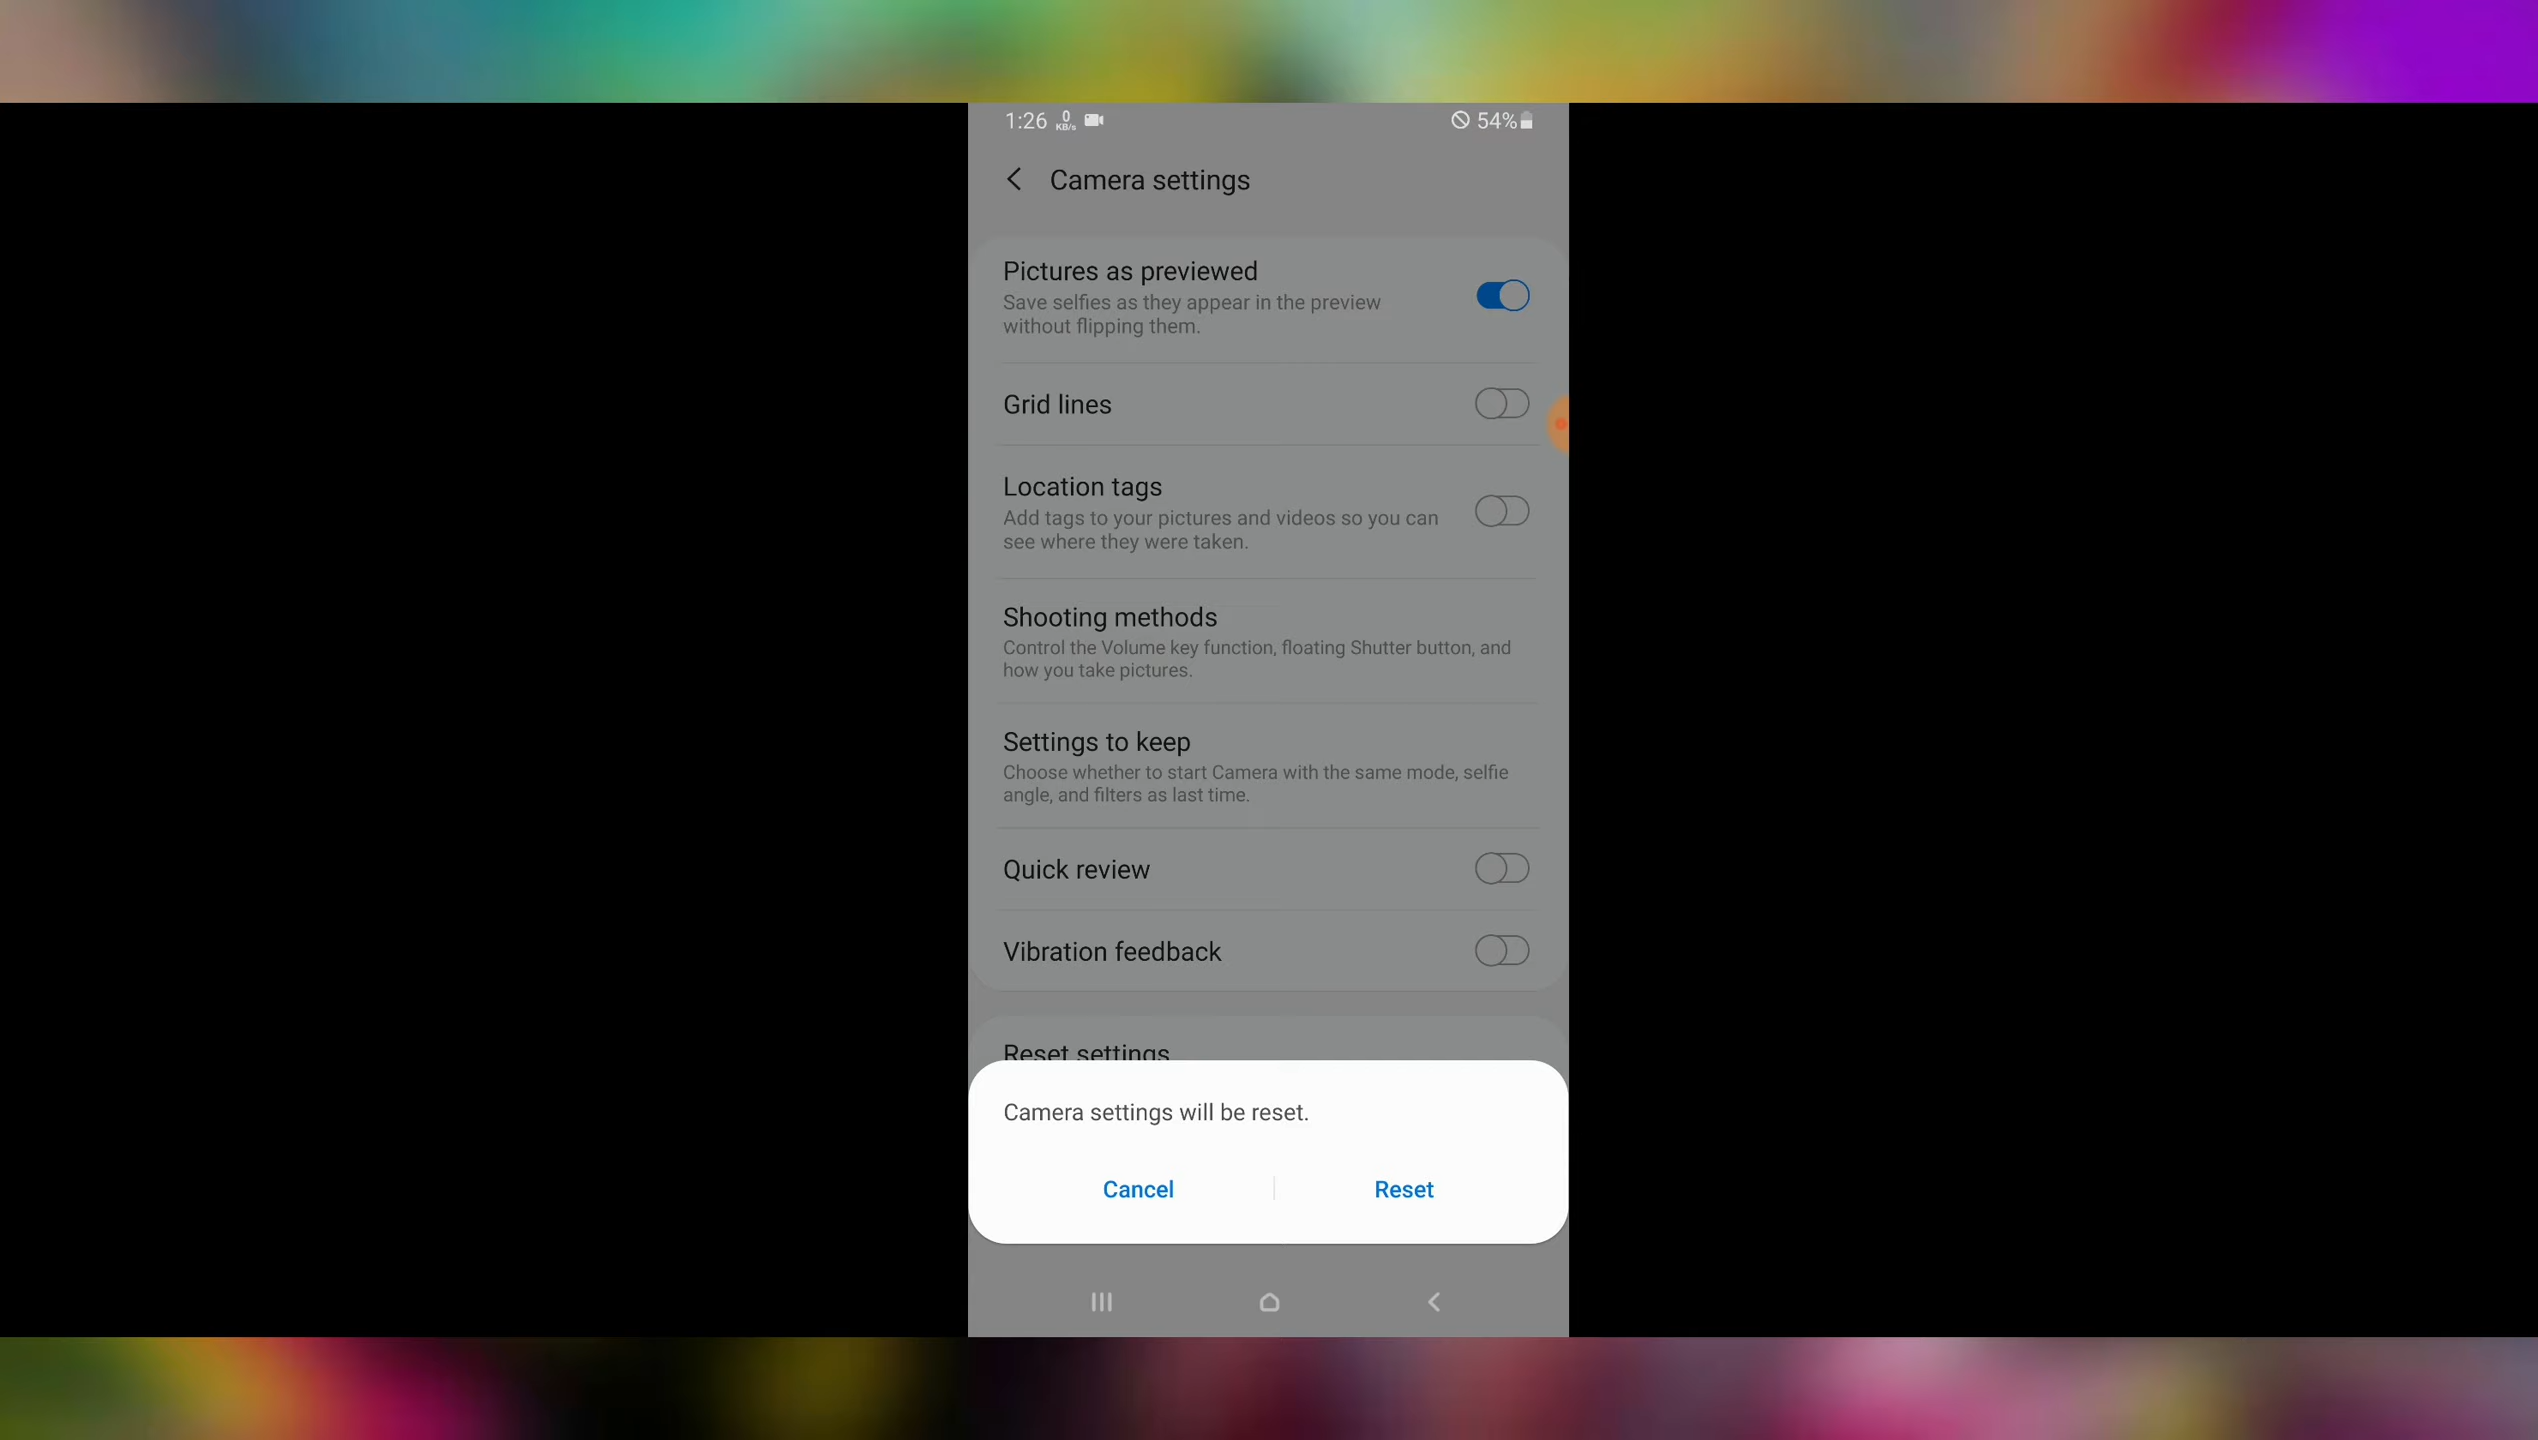 1:26 0 KB/s 54%
Camera settings
Pictures as previewed
Save selfies as they appear in the preview
without flipping them.
Grid lines
Location tags
Add tags to your pictures and videos so you can
see where they were taken.
Shooting methods
Control the Volume key function, floating Shutter button, and
how you take pictures.
Settings to keep
Choose whether to start Camera with the same mode, selfie
angle, and filters as last time.
Quick review
Vibration feedback
Reset settings
Camera settings will be reset.
Cancel Reset